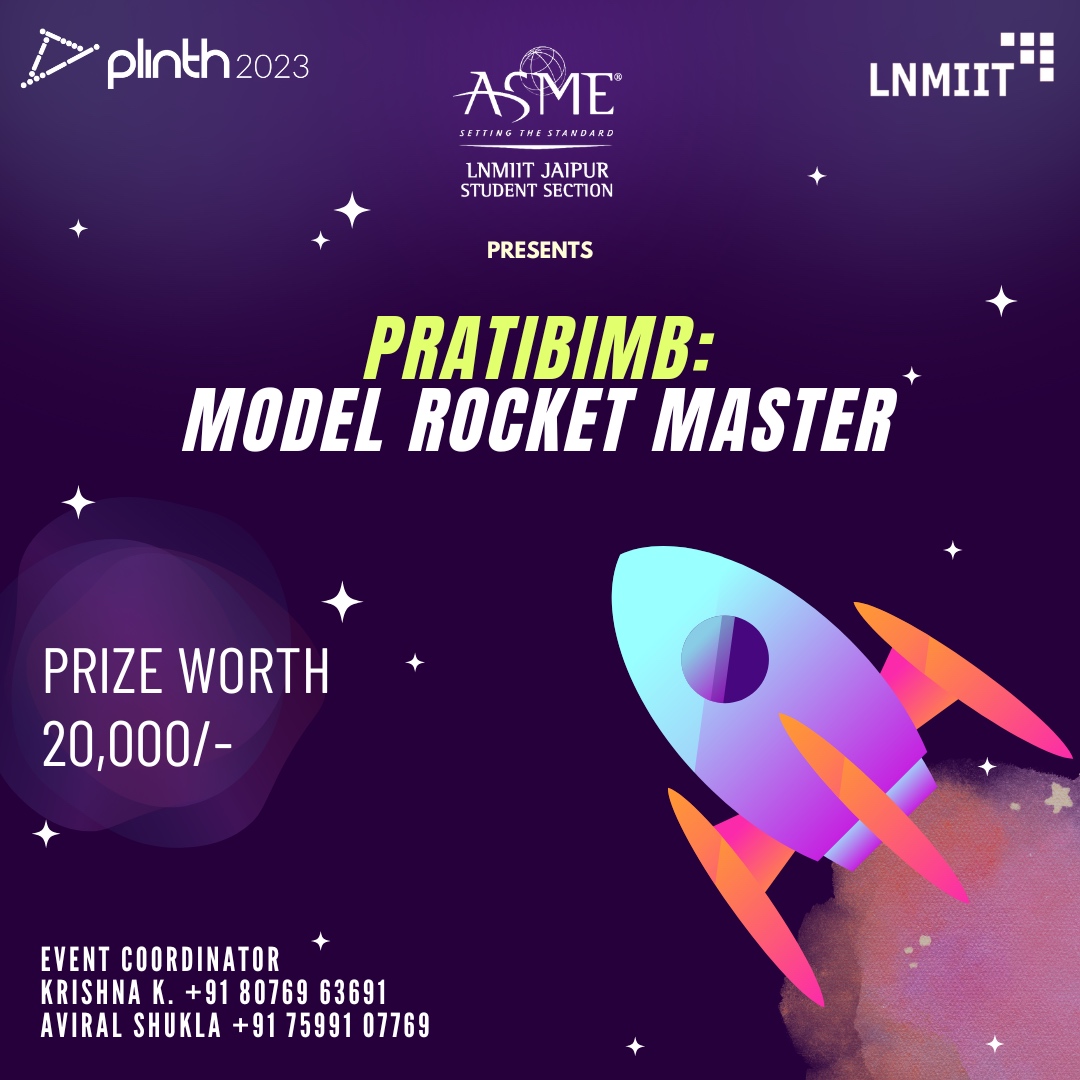 plinth 2023
ASME®
SETTING THE STANDARD
LNMIIT JAIPUR
STUDENT SECTION
LNMIIT
PRESENTS
PRATIBIMB:
MODEL ROCKET MASTER
PRIZE WORTH
20,000/-
EVENT COORDINATOR
KRISHNA K. +91 80769 63691
AVIRAL SHUKLA +91 75991 07769